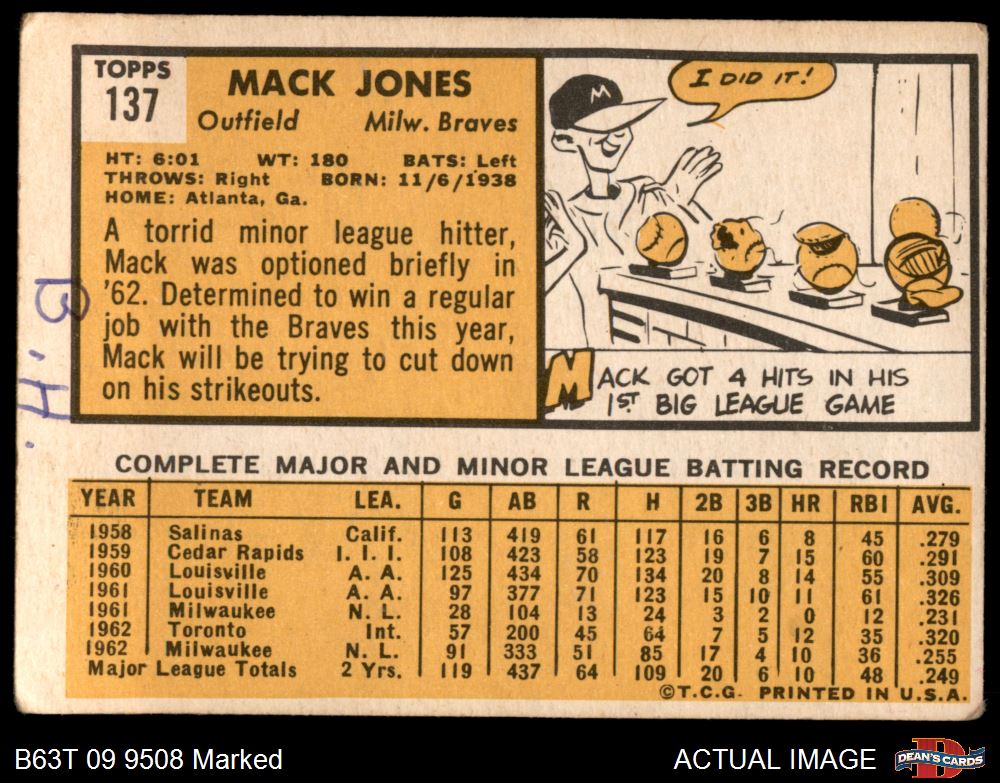 TOPPS
137
MACK JONES
Outfield Milw. Braves
HT: 6:01 WT: 180 BATS: Left
THROWS: Right BORN: 11/6/1938
HOME: Atlanta, Ga.
A torrid minor league hitter,
Mack was optioned briefly in
'62. Determined to win a regular
job with the Braves this year,
Mack will be trying to cut down
on his strikeouts.
I DID IT!
M
MACK GOT 4 HITS IN HIS
1ST BIG LEAGUE GAME
B.H.
COMPLETE MAJOR AND MINOR LEAGUE BATTING RECORD
YEAR TEAM LEA. G AB R H 2B 3B HR RBI AVG.
1958 Salinas Calif. 113 419 61 117 16 6 8 45 .279
1959 Cedar Rapids I. I. I. 108 423 58 123 19 7 15 60 .291
1960 Louisville A. A. 125 434 70 134 20 8 14 55 .309
1961 Louisville A. A. 97 377 71 123 15 10 11 61 .326
1961 Milwaukee N. L. 28 104 13 24 3 2 0 12 .231
1962 Toronto Int. 57 200 45 64 7 5 12 35 .320
1962 Milwaukee N. L. 91 333 51 85 17 4 10 36 .255
Major League Totals 2 Yrs. 119 437 64 109 20 6 10 48 .249
©T.C.G. PRINTED IN U.S.A.
B63T 09 9508 Marked
ACTUAL IMAGE
D
DEAN'S CARDS